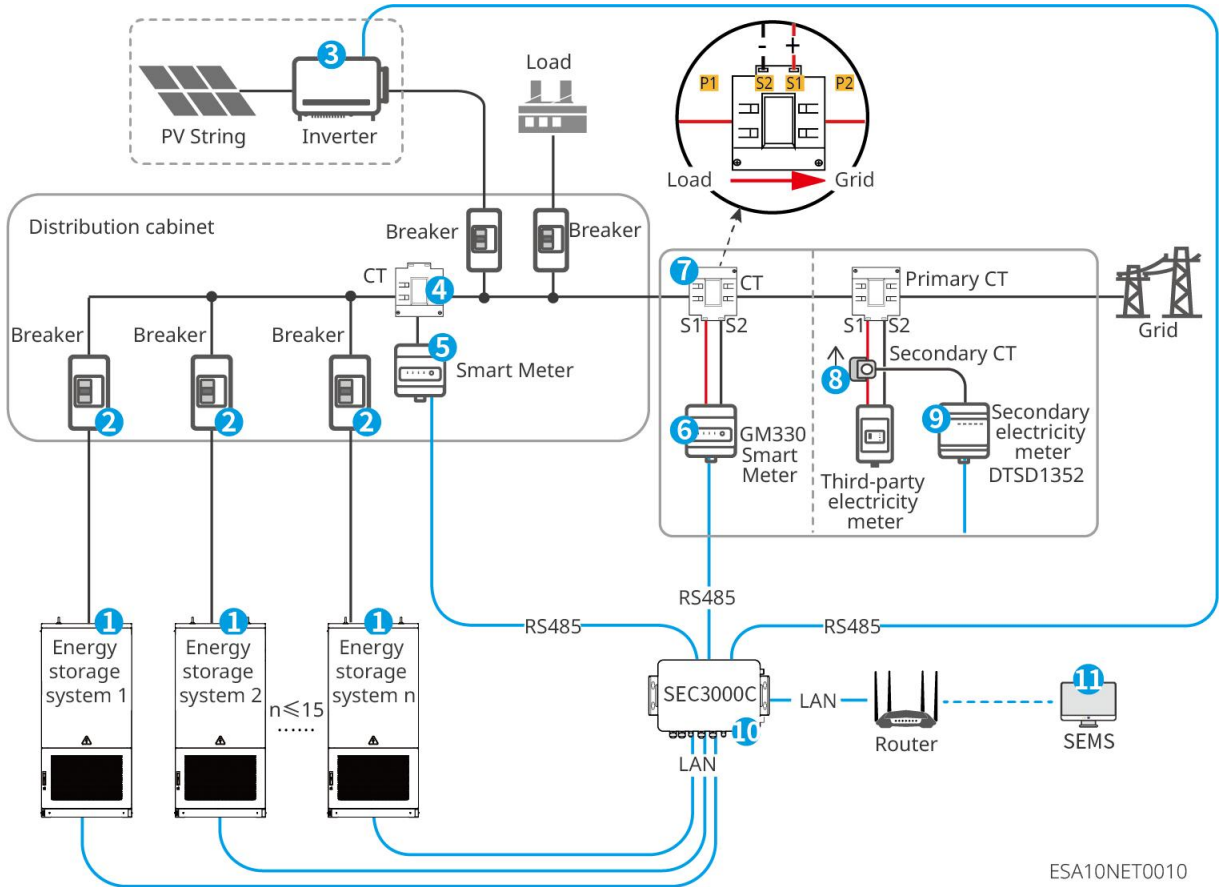 3
PV String
Inverter
Load
-
+
P1
S2
S1
P2
Load
Grid
Distribution cabinet
Breaker
Breaker
CT
4
7
CT
Primary CT
Grid
S1
S2
S1
S2
Breaker
Breaker
Breaker
5
Smart Meter
Secondary CT
8
2
2
2
6
GM330
Smart
Meter
Third-party
electricity
meter
9
Secondary
electricity
meter
DTSD1352
RS485
RS485
RS485
1
Energy
storage
system 1
1
Energy
storage
system 2
n≤15
......
1
Energy
storage
system n
SEC3000C
10
LAN
LAN
Router
11
SEMS
ESA10NET0010